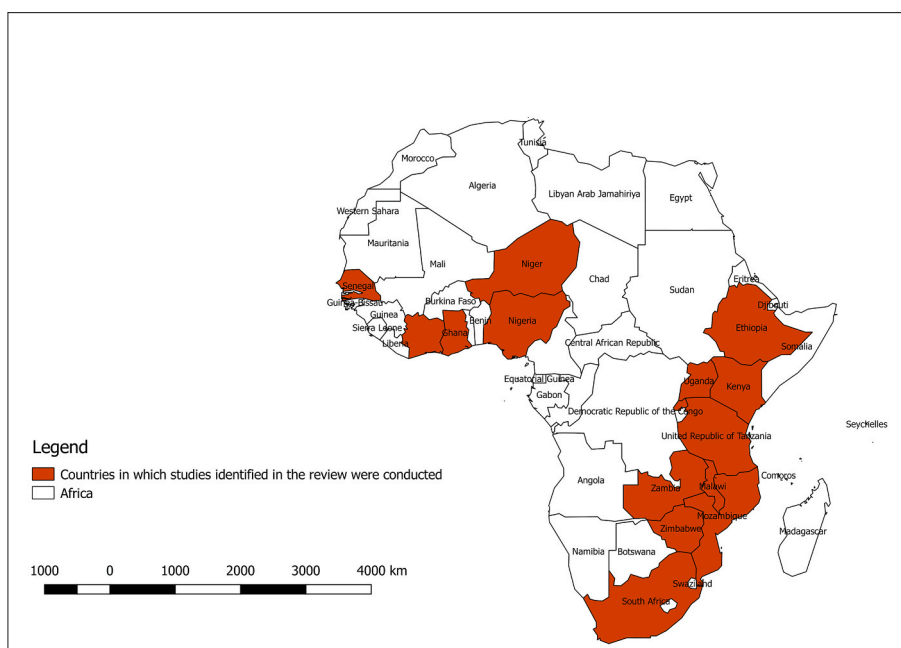 Tunisia
Morocco
Algeria
Libyan Arab Jamahiriya
Egypt
Western Sahara
Mauritania
Mali
Niger
Chad
Sudan
Eritrea
Senegal
Guinea-Bissau
Burkina Faso
Djibouti
Guinea
Benin
Nigeria
Ethiopia
Sierra Leone
Ghana
Liberia
Central African Republic
Somalia
Equatorial Guinea
Uganda
Kenya
Gabon
Democratic Republic of the Congo
Seychelles
United Republic of Tanzania
Legend
Countries in which studies identified in the review were conducted
Africa
Angola
Zambia
Malawi
Comoros
Mozambique
Zimbabwe
Madagascar
Namibia
Botswana
Swaziland
South Africa
1000 0 1000 2000 3000 4000 km